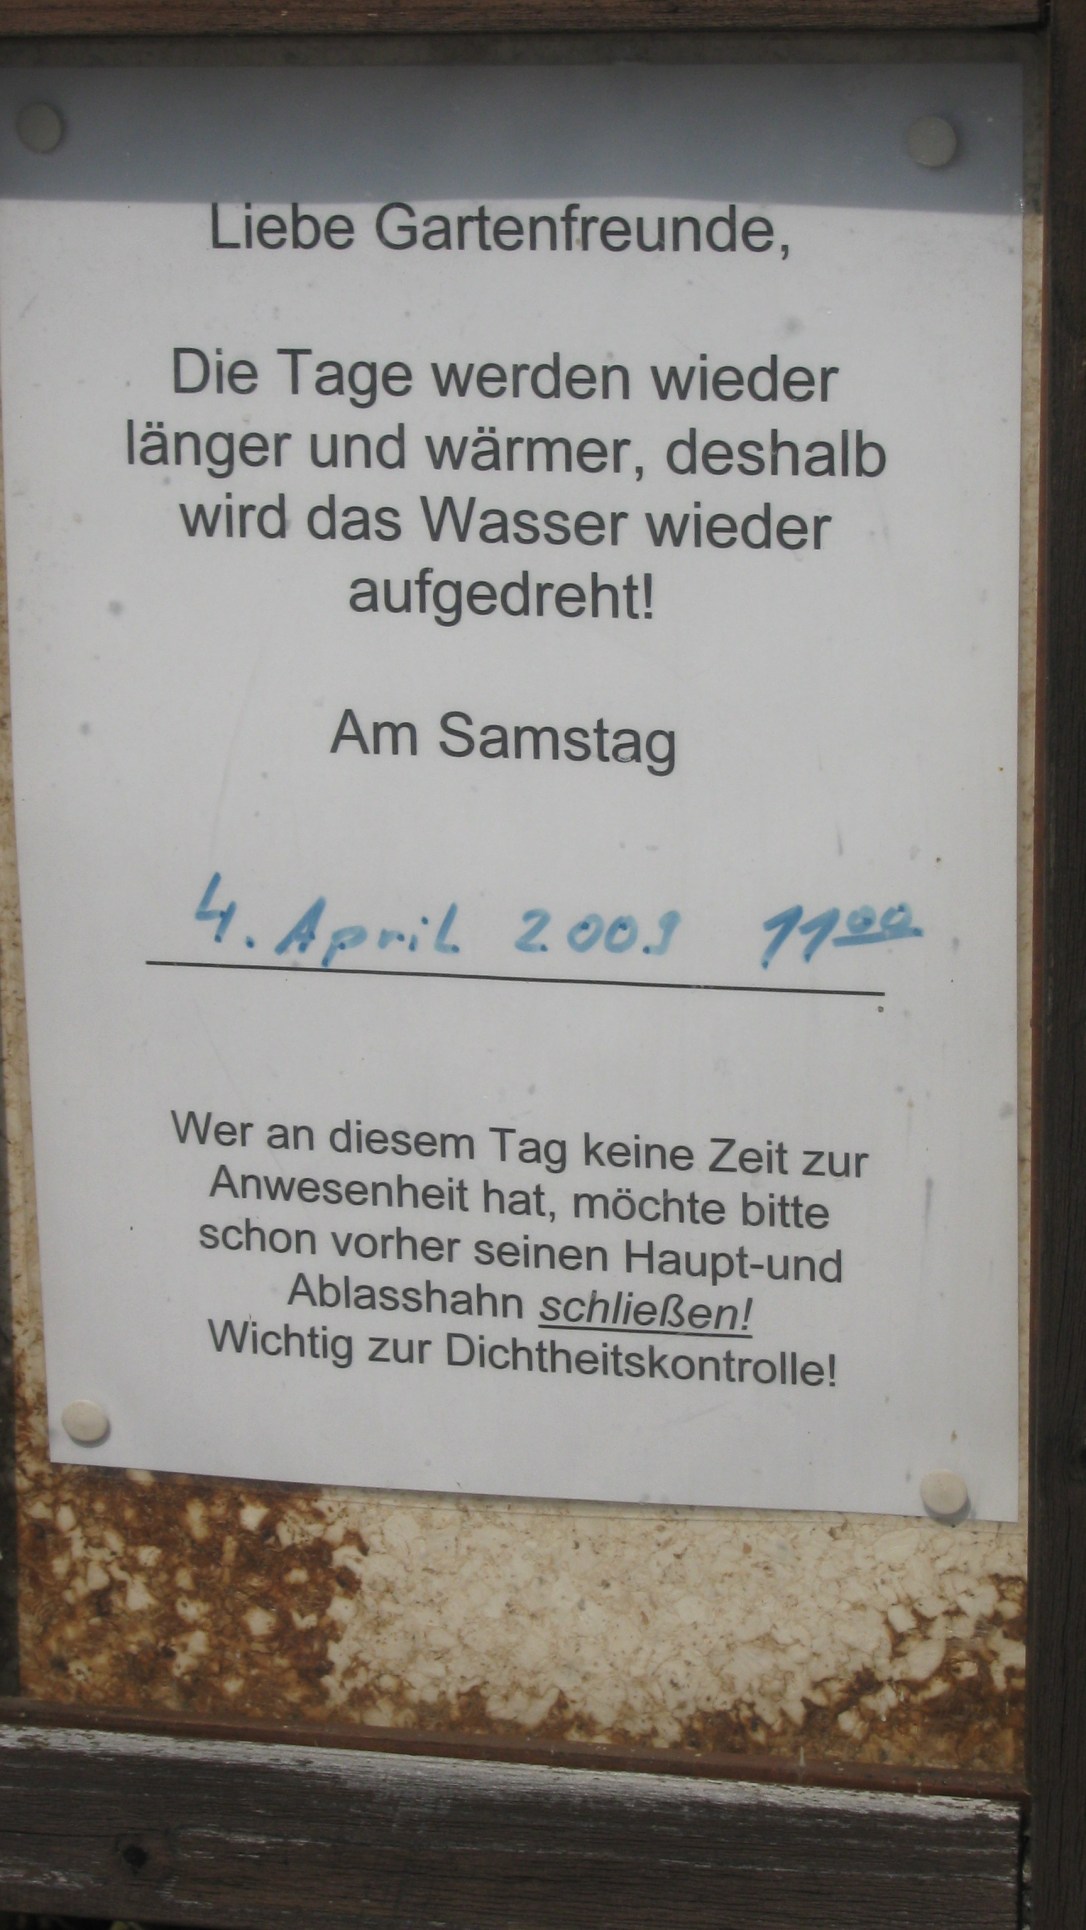 Liebe Gartenfreunde,
Die Tage werden wieder
länger und wärmer, deshalb
wird das Wasser wieder
aufgedreht!
Am Samstag
4. April 2009 11⁰⁰
Wer an diesem Tag keine Zeit zur
Anwesenheit hat, möchte bitte
schon vorher seinen Haupt-und
Ablasshahn schließen!
Wichtig zur Dichtheitskontrolle!